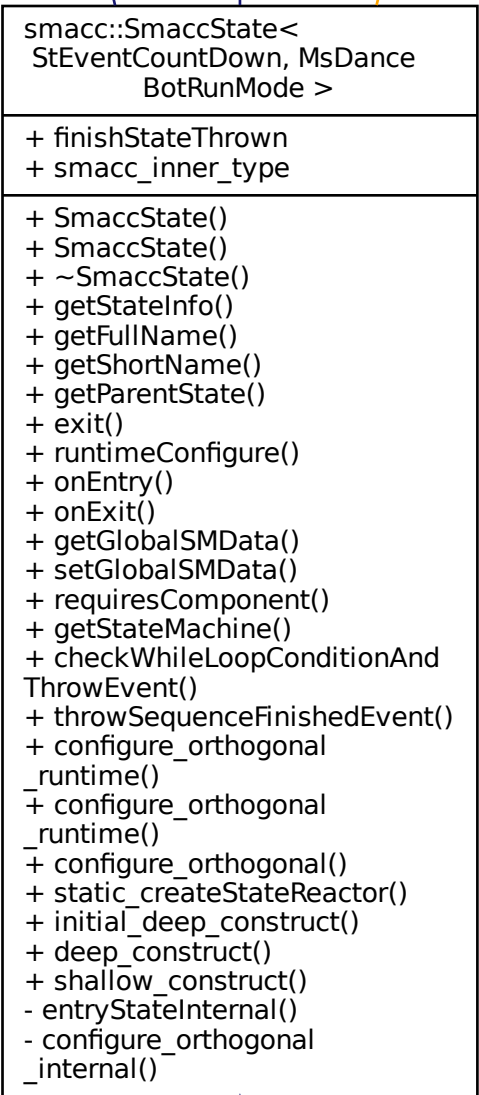 smacc::SmaccState<
StEventCountDown, MsDance
BotRunMode >
+ finishStateThrown
+ smacc_inner_type
+ SmaccState()
+ SmaccState()
+ ~SmaccState()
+ getStateInfo()
+ getFullName()
+ getShortName()
+ getParentState()
+ exit()
+ runtimeConfigure()
+ onEntry()
+ onExit()
+ getGlobalSMData()
+ setGlobalSMData()
+ requiresComponent()
+ getStateMachine()
+ checkWhileLoopConditionAnd
ThrowEvent()
+ throwSequenceFinishedEvent()
+ configure_orthogonal
_runtime()
+ configure_orthogonal
_runtime()
+ configure_orthogonal()
+ static_createStateReactor()
+ initial_deep_construct()
+ deep_construct()
+ shallow_construct()
- entryStateInternal()
- configure_orthogonal
_internal()